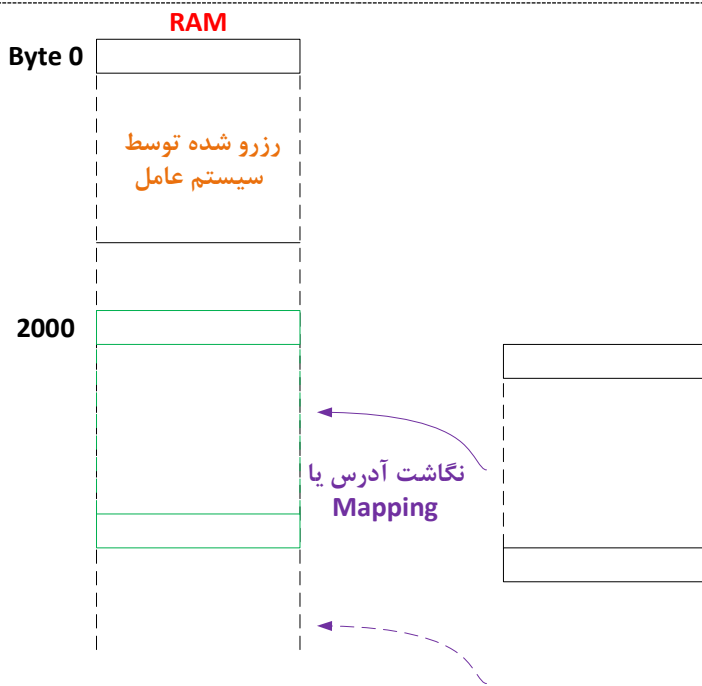 RAM
Byte 0
رزرو شده توسط
سیستم عامل
2000
نگاشت آدرس یا
Mapping